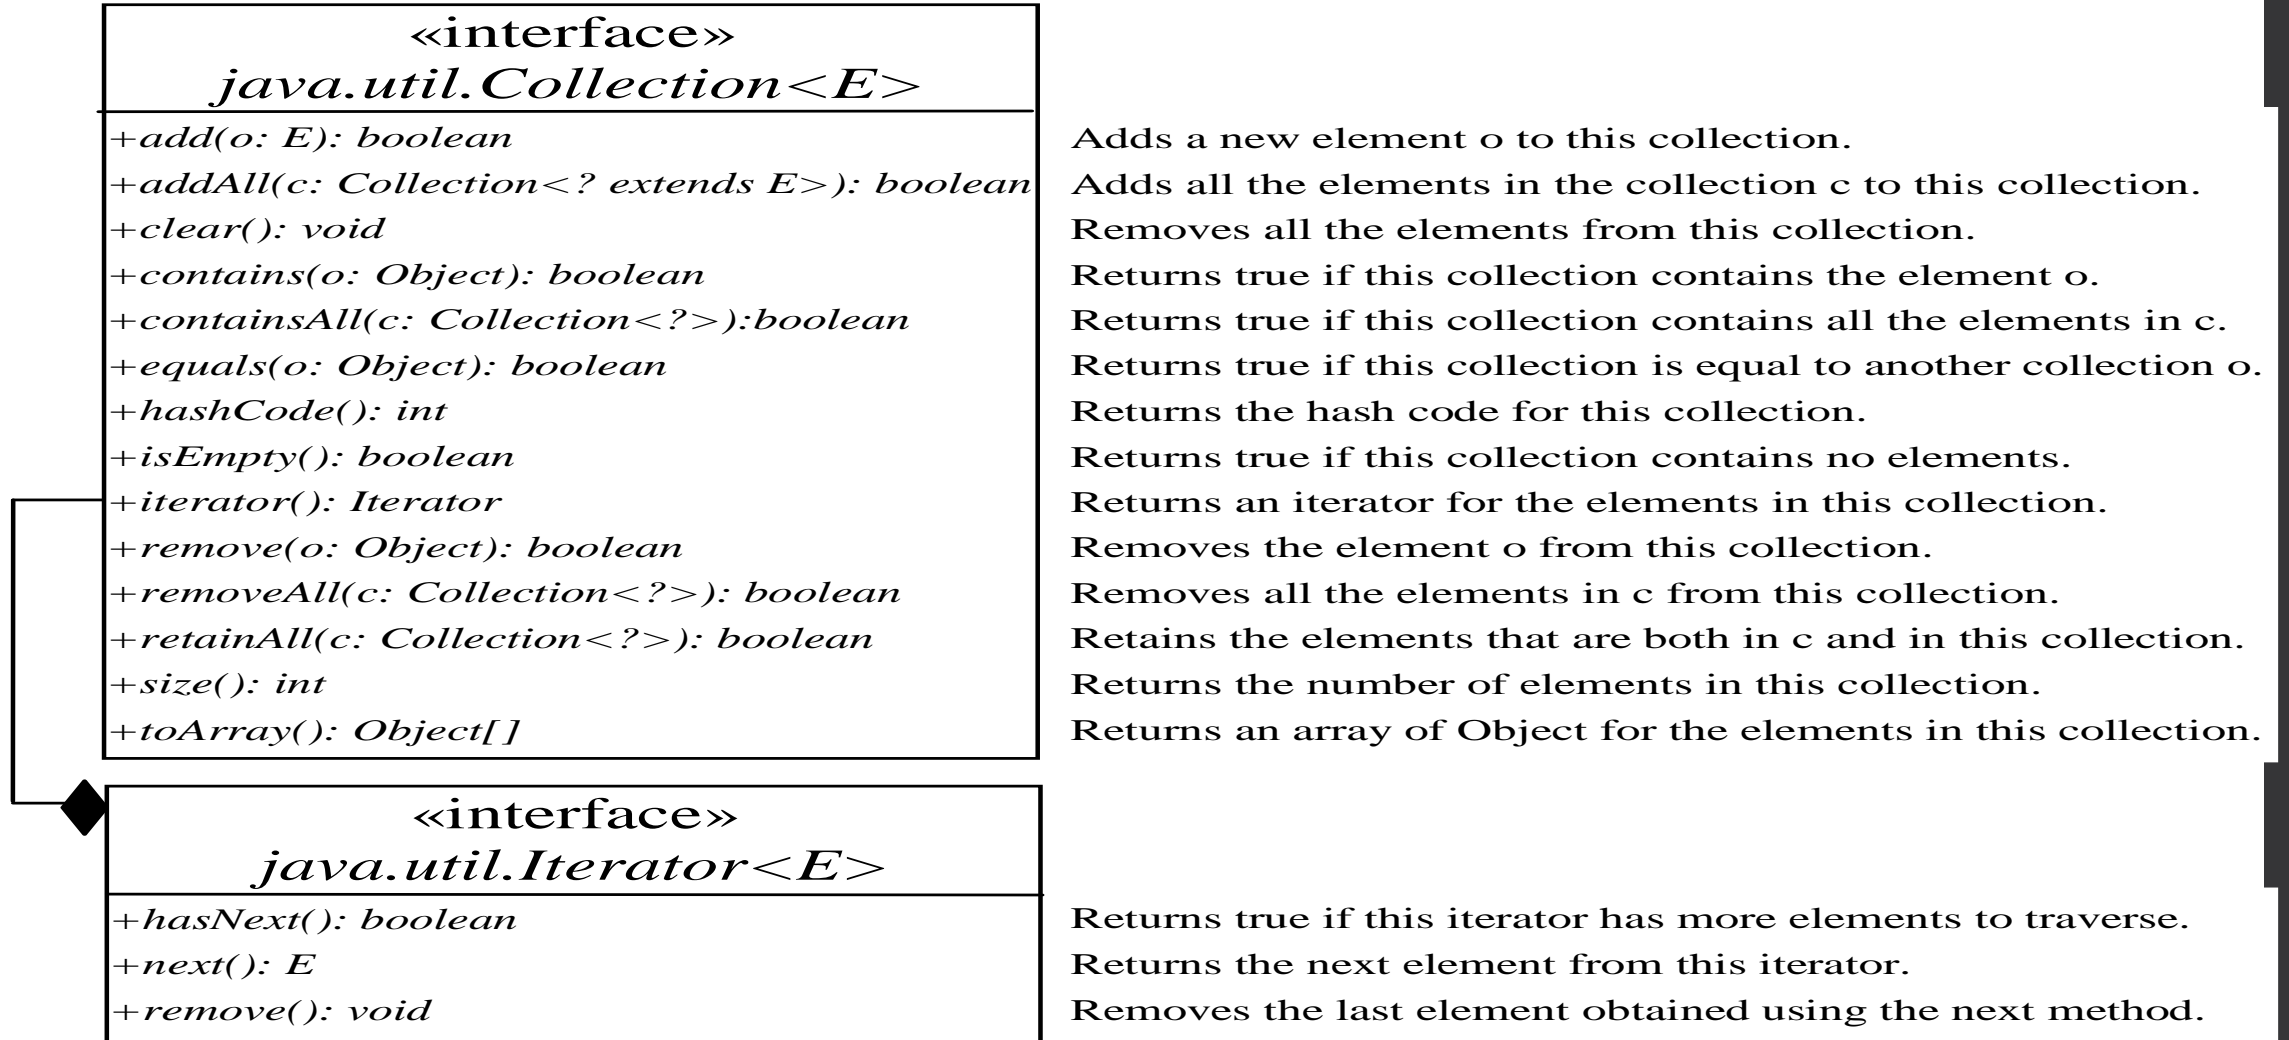 «interface»
java.util.Collection<E>
+add(o: E): boolean Adds a new element o to this collection.
+addAll(c: Collection<? extends E>): boolean Adds all the elements in the collection c to this collection.
+clear(): void Removes all the elements from this collection.
+contains(o: Object): boolean Returns true if this collection contains the element o.
+containsAll(c: Collection<?>):boolean Returns true if this collection contains all the elements in c.
+equals(o: Object): boolean Returns true if this collection is equal to another collection o.
+hashCode(): int Returns the hash code for this collection.
+isEmpty(): boolean Returns true if this collection contains no elements.
+iterator(): Iterator Returns an iterator for the elements in this collection.
+remove(o: Object): boolean Removes the element o from this collection.
+removeAll(c: Collection<?>): boolean Removes all the elements in c from this collection.
+retainAll(c: Collection<?>): boolean Retains the elements that are both in c and in this collection.
+size(): int Returns the number of elements in this collection.
+toArray(): Object[] Returns an array of Object for the elements in this collection.
«interface»
java.util.Iterator<E>
+hasNext(): boolean Returns true if this iterator has more elements to traverse.
+next(): E Returns the next element from this iterator.
+remove(): void Removes the last element obtained using the next method.